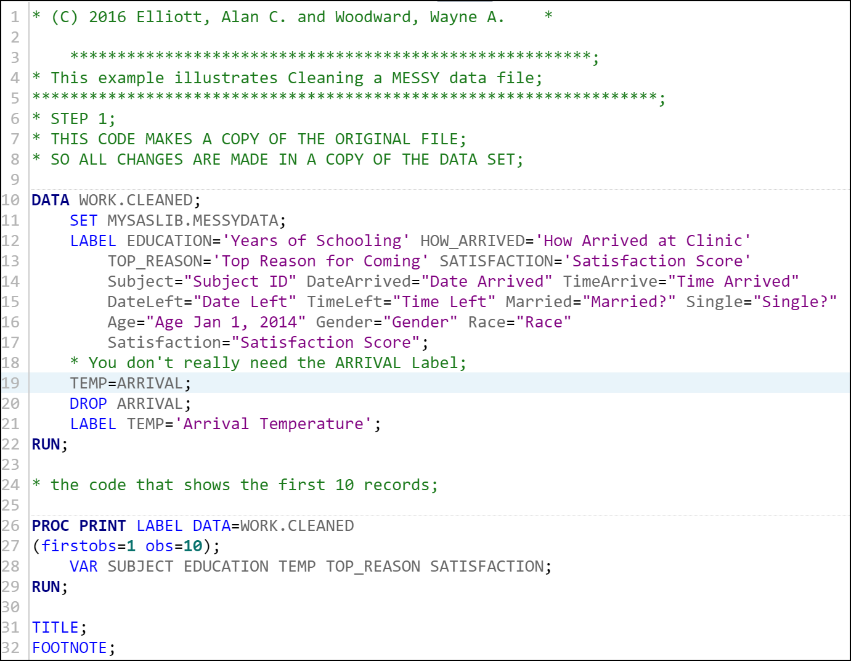 1 * (C) 2016 Elliott, Alan C. and Woodward, Wayne A.    *
2
3     *******************************************************;
4 * This example illustrates Cleaning a MESSY data file;
5 ******************************************************************;
6 * STEP 1;
7 * THIS CODE MAKES A COPY OF THE ORIGINAL FILE;
8 * SO ALL CHANGES ARE MADE IN A COPY OF THE DATA SET;
9
10 DATA WORK.CLEANED;
11     SET MYSASLIB.MESSYDATA;
12     LABEL EDUCATION='Years of Schooling' HOW_ARRIVED='How Arrived at Clinic'
13         TOP_REASON='Top Reason for Coming' SATISFACTION='Satisfaction Score'
14         Subject="Subject ID" DateArrived="Date Arrived" TimeArrive="Time Arrived"
15         DateLeft="Date Left" TimeLeft="Time Left" Married="Married?" Single="Single?"
16         Age="Age Jan 1, 2014" Gender="Gender" Race="Race"
17         Satisfaction="Satisfaction Score";
18     * You don't really need the ARRIVAL Label;
19     TEMP=ARRIVAL;
20     DROP ARRIVAL;
21     LABEL TEMP='Arrival Temperature';
22 RUN;
23
24 * the code that shows the first 10 records;
25
26 PROC PRINT LABEL DATA=WORK.CLEANED
27 (firstobs=1 obs=10);
28     VAR SUBJECT EDUCATION TEMP TOP_REASON SATISFACTION;
29 RUN;
30
31 TITLE;
32 FOOTNOTE;